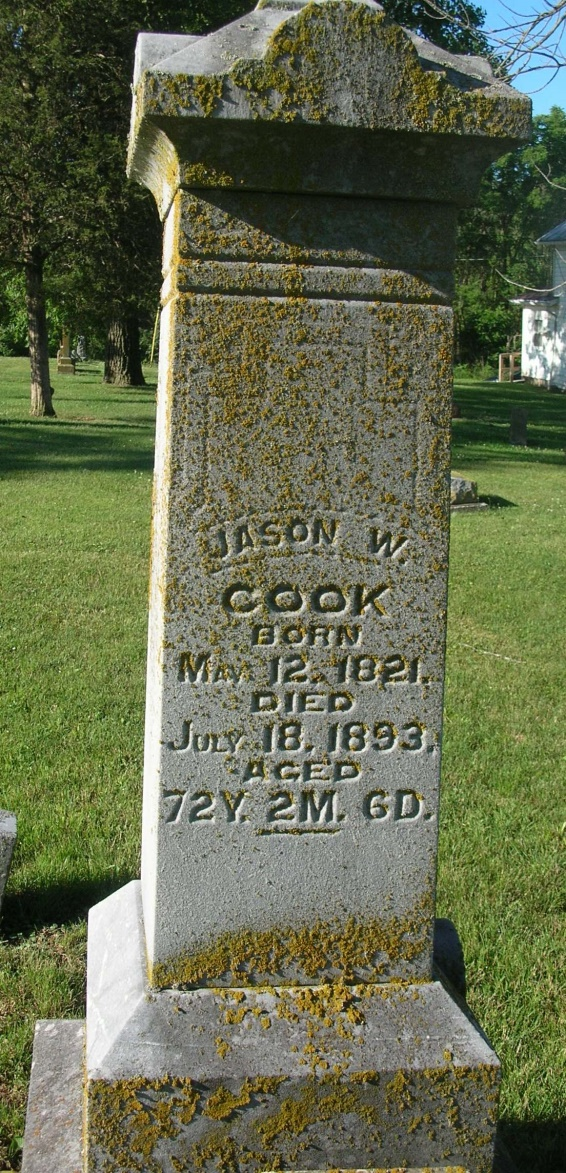 JASON W.
COOK
BORN
MAY 12. 1821.
DIED
JULY 18. 1893.
AGED
72Y. 2M. 6D.